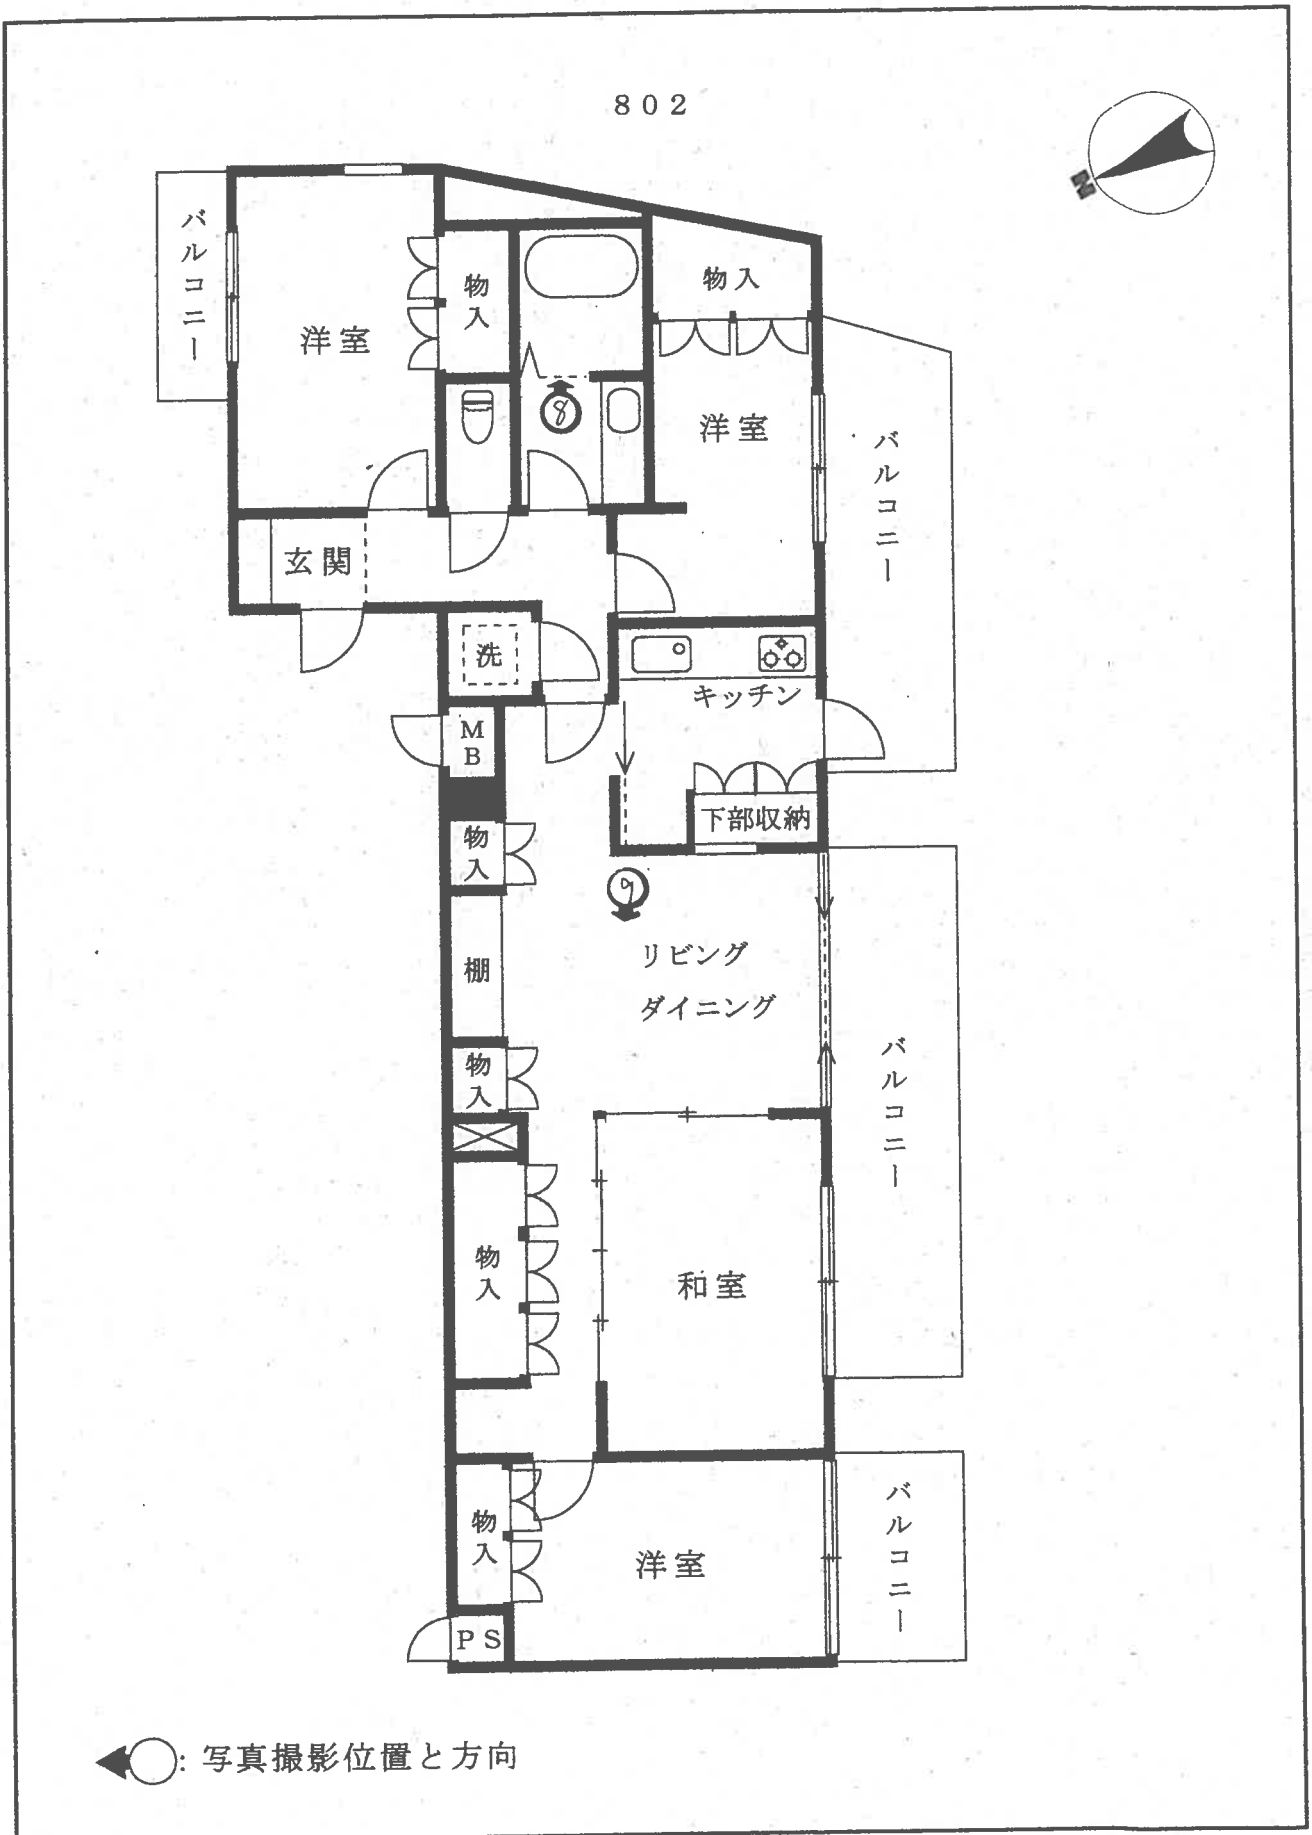 802
N
バルコニー
洋室
物入
物入
8
洋室
バルコニー
玄関
洗
キッチン
MB
下部収納
物入
9
リビング
ダイニング
棚
物入
バルコニー
物入
和室
物入
洋室
バルコニー
PS
:写真撮影位置と方向